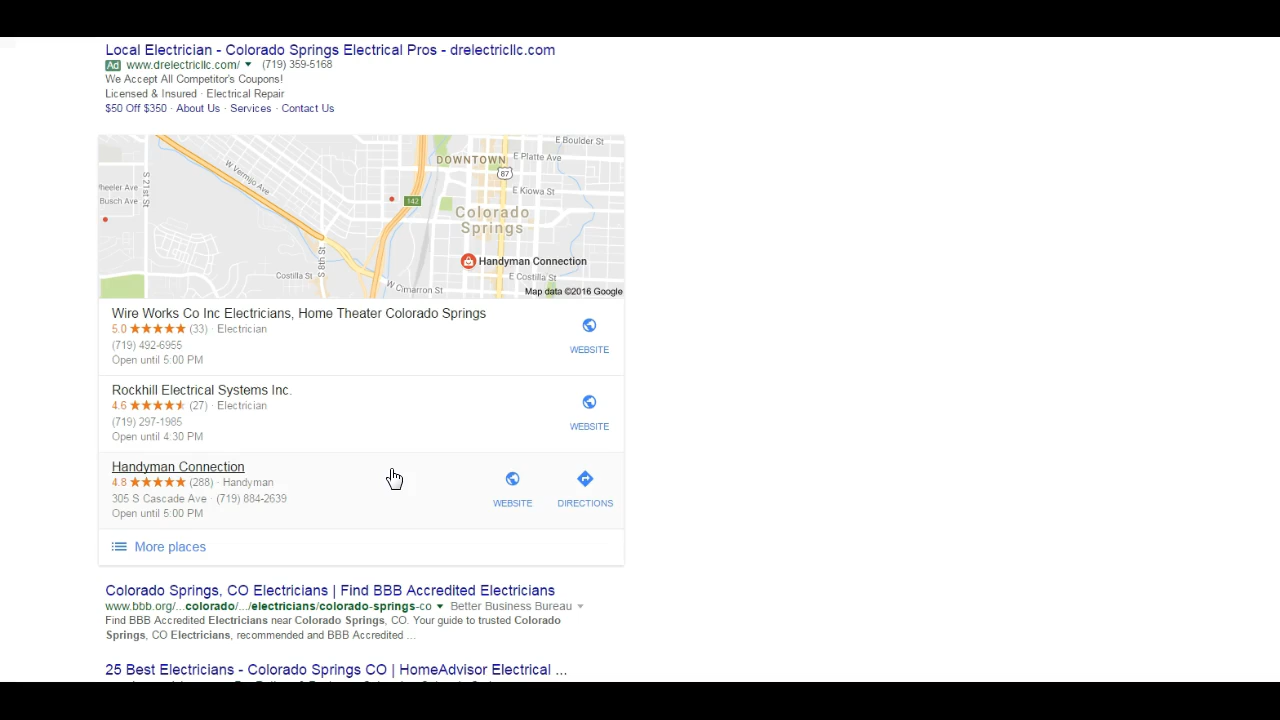 Local Electrician - Colorado Springs Electrical Pros - drelectricllc.com
Ad www.drelectricllc.com/ (719) 359-5168
We Accept All Competitor's Coupons!
Licensed & Insured · Electrical Repair
$50 Off $350 · About Us · Services · Contact Us
E Boulder St
DOWNTOWN
E Platte Ave
87
W Vermijo Ave
S 21st St
Wheeler Ave
Busch Ave
E Kiowa St
142
Colorado
Springs
Handyman Connection
S 8th St
Costilla St
E Costilla St
W Cimarron St
Map data ©2016 Google
Wire Works Co Inc Electricians, Home Theater Colorado Springs
5.0 (33) · Electrician
(719) 492-6955
Open until 5:00 PM
WEBSITE
Rockhill Electrical Systems Inc.
4.6 (27) · Electrician
(719) 297-1985
Open until 4:30 PM
WEBSITE
Handyman Connection
4.8 (288) · Handyman
305 S Cascade Ave · (719) 884-2639
Open until 5:00 PM
WEBSITE
DIRECTIONS
More places
Colorado Springs, CO Electricians | Find BBB Accredited Electricians
www.bbb.org/...colorado/.../electricians/colorado-springs-co Better Business Bureau
Find BBB Accredited Electricians near Colorado Springs, CO. Your guide to trusted Colorado
Springs, CO Electricians, recommended and BBB Accredited ...
25 Best Electricians - Colorado Springs CO | HomeAdvisor Electrical ...